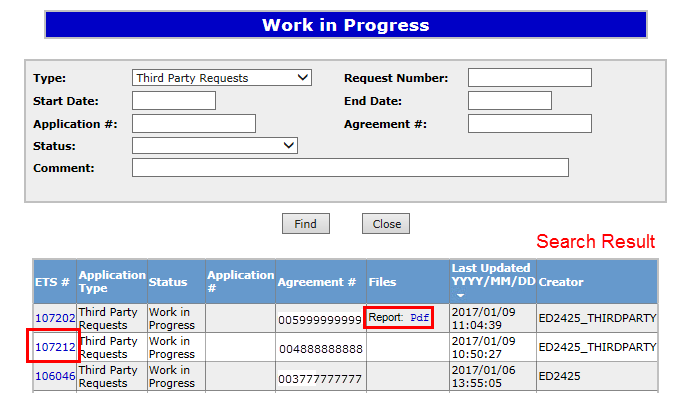 Work in Progress
Type: Third Party Requests Request Number:
Start Date: End Date:
Application #: Agreement #:
Status:
Comment:
Find Close
Search Result
ETS # Application Type Status Application # Agreement # Files Last Updated YYYY/MM/DD Creator
107202 Third Party Requests Work in Progress 005999999999 Report: Pdf 2017/01/09 11:04:39 ED2425_THIRDPARTY
107212 Third Party Requests Work in Progress 004888888888 2017/01/09 10:50:27 ED2425_THIRDPARTY
106046 Third Party Requests Work in Progress 003777777777 2017/01/06 13:55:05 ED2425